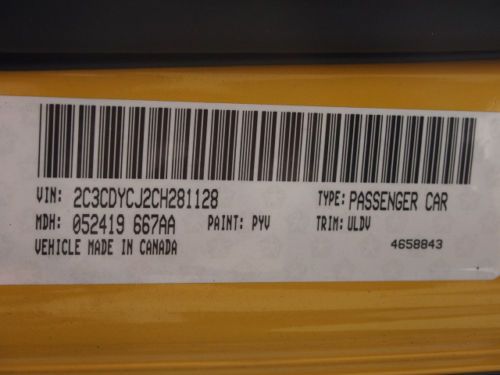 VIN: 2C3CDYCJ2CH281128 TYPE: PASSENGER CAR
MDH: 052419 667AA PAINT: PYV TRIM: ULDV
VEHICLE MADE IN CANADA 4658843